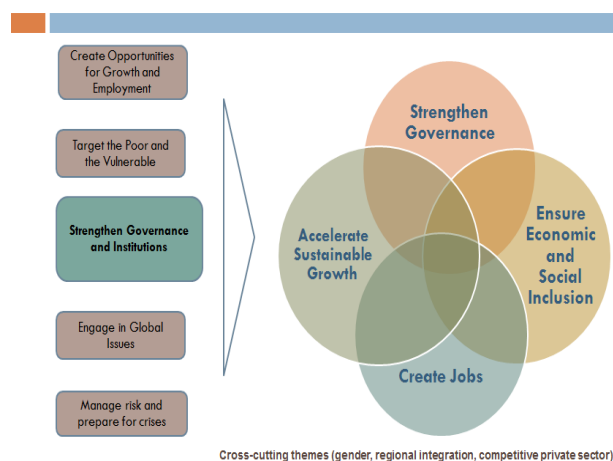 Create Opportunities
for Growth and
Employment
Target the Poor and
the Vulnerable
Strengthen Governance
and Institutions
Engage in Global
Issues
Manage risk and
prepare for crises
Strengthen
Governance
Accelerate
Sustainable
Growth
Ensure
Economic
and
Social
Inclusion
Create Jobs
Cross-cutting themes (gender, regional integration, competitive private sector)